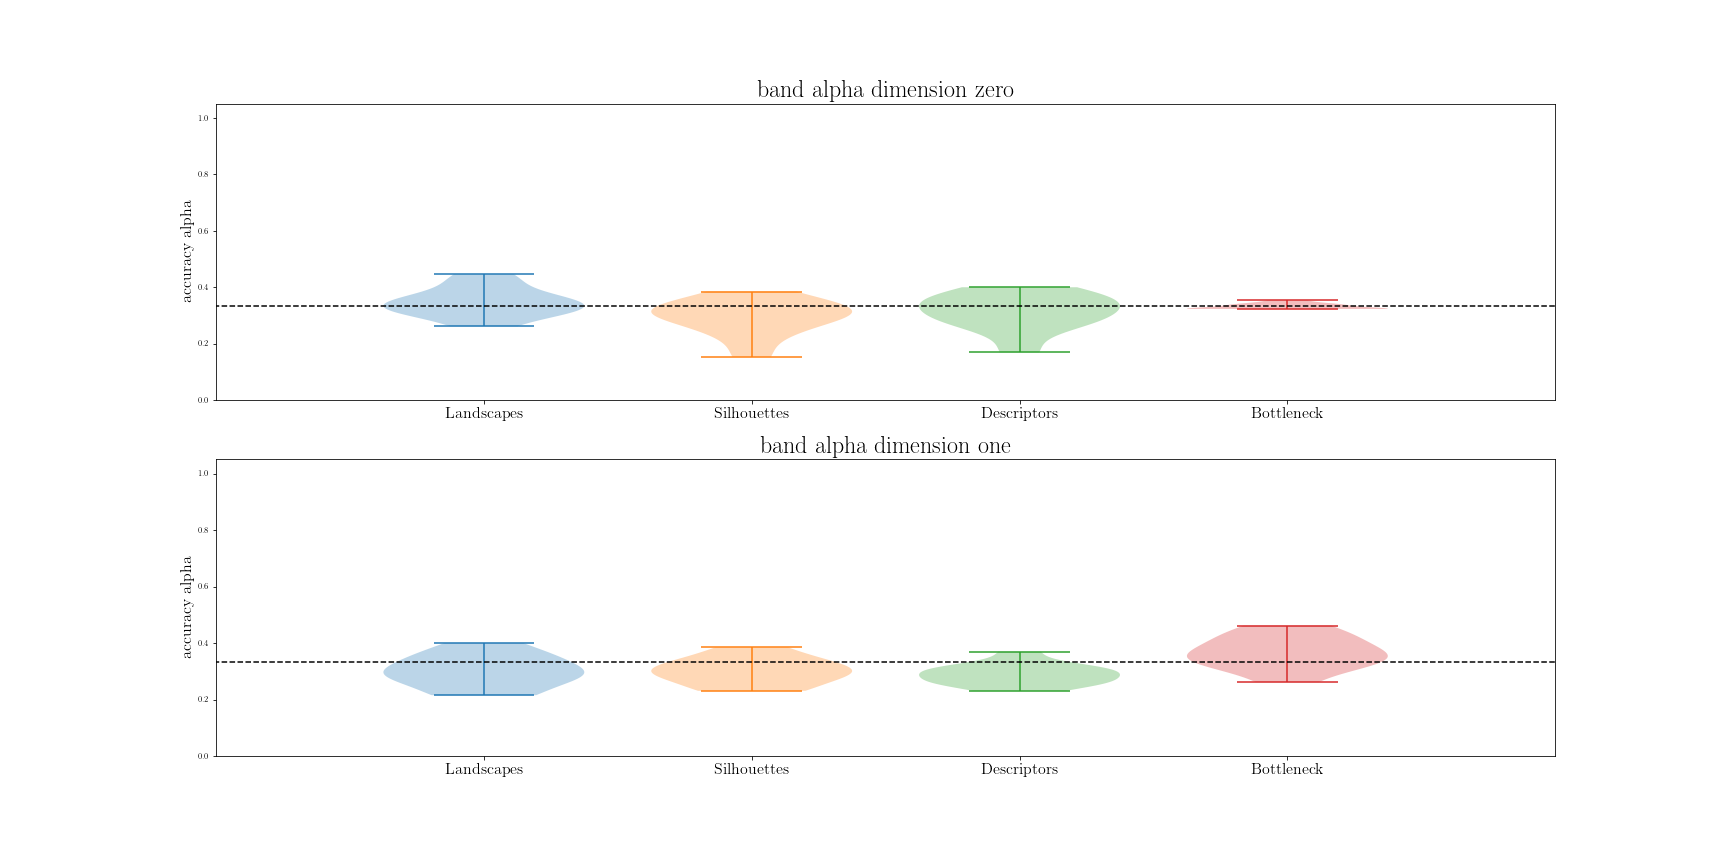 band alpha dimension zero
accuracy alpha
1.0
0.8
0.6
0.4
0.2
0.0
Landscapes Silhouettes Descriptors Bottleneck
band alpha dimension one
accuracy alpha
1.0
0.8
0.6
0.4
0.2
0.0
Landscapes Silhouettes Descriptors Bottleneck